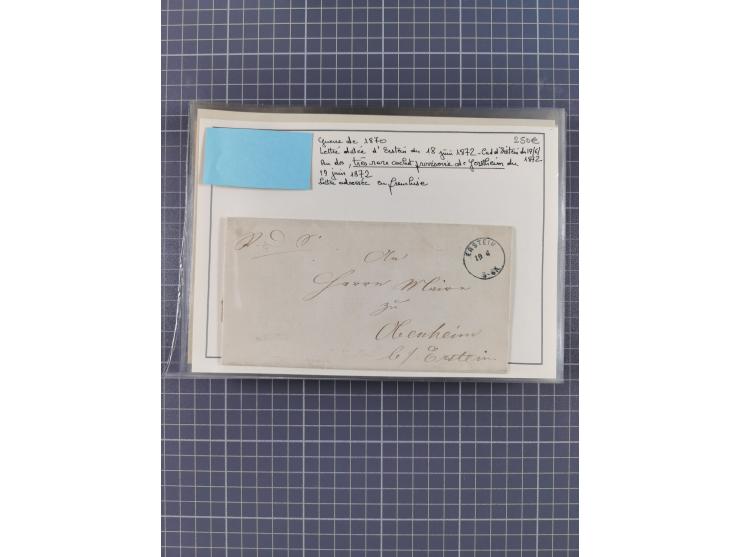 Guerre de 1870
250€
Lettre datée d'Erstein du 18 juin 1872 - Cad d'Erstein du 19/6/1872
Au dos, très rare cachet provisoire de Gerstheim du
19 juin 1872
Lettre adressée en franchise
An
Herrn Maire
zu
Obenheim
b/ Erstein
ERSTEIN
19 6